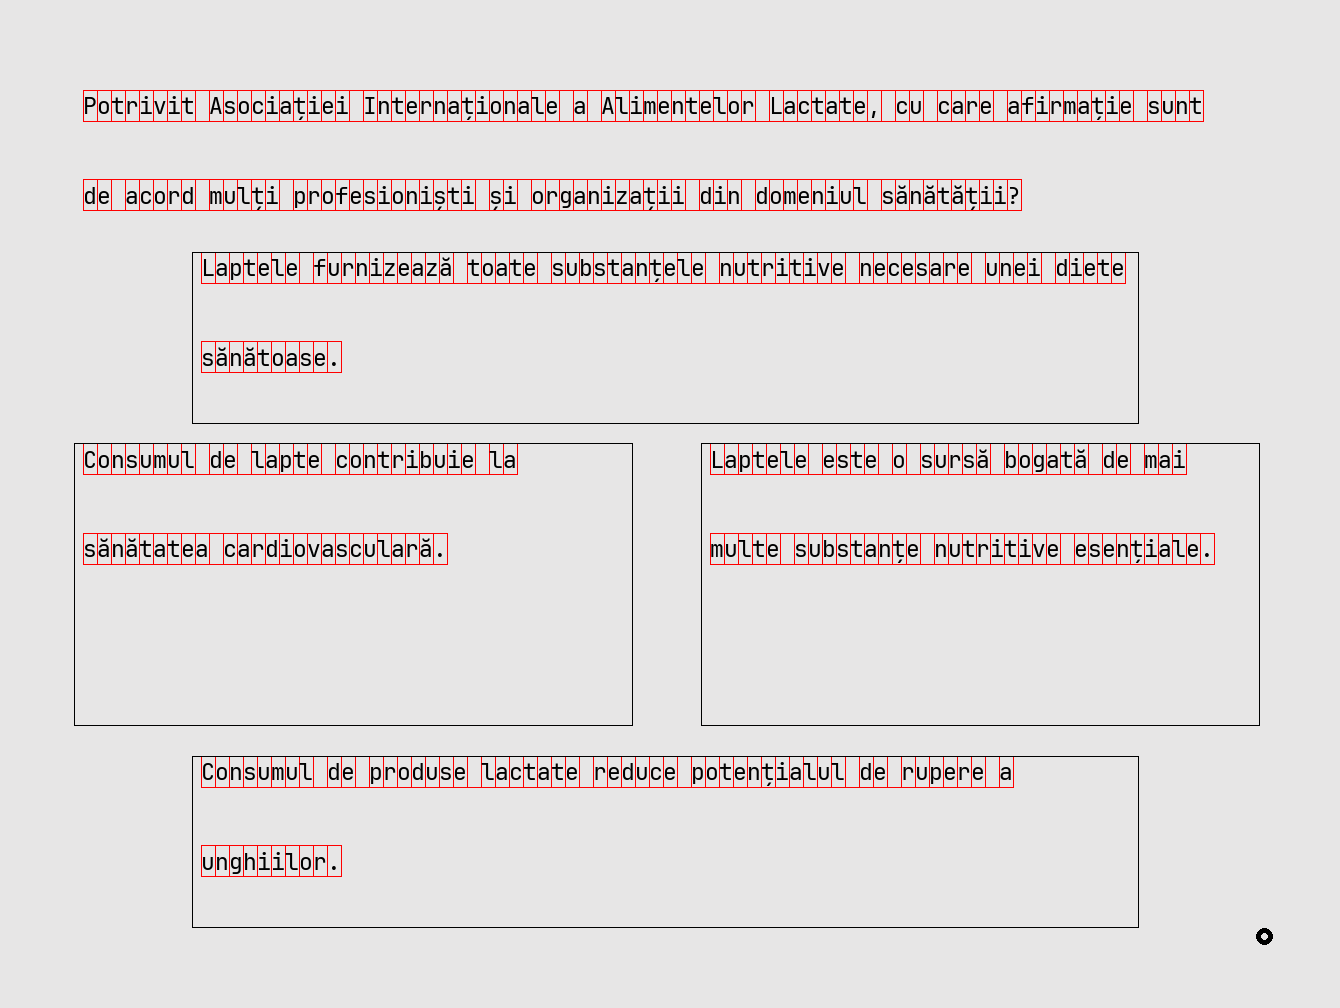 Potrivit Asociației Internaționale a Alimentelor Lactate, cu care afirmație sunt
de acord mulți profesioniști și organizații din domeniul sănătății?
Laptele furnizează toate substanțele nutritive necesare unei diete
sănătoase.
Consumul de lapte contribuie la
sănătatea cardiovasculară.
Laptele este o sursă bogată de mai
multe substanțe nutritive esențiale.
Consumul de produse lactate reduce potențialul de rupere a
unghiilor.